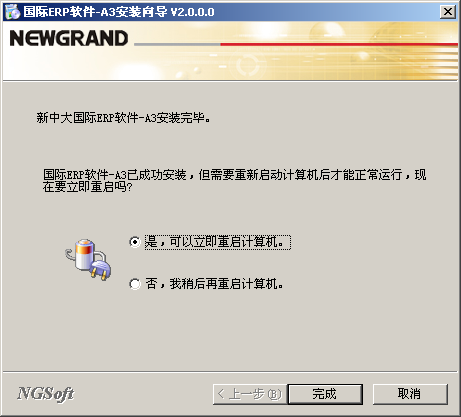 国际ERP软件-A3安装向导 V2.0.0.0
NEWGRAND
新中大国际ERP软件-A3安装完毕。
国际ERP软件-A3已成功安装，但需要重新启动计算机后才能正常运行，现
在要立即重启吗?
是，可以立即重启计算机。
否，我稍后再重启计算机。
NGSoft
< 上一步(B)
完成
取消